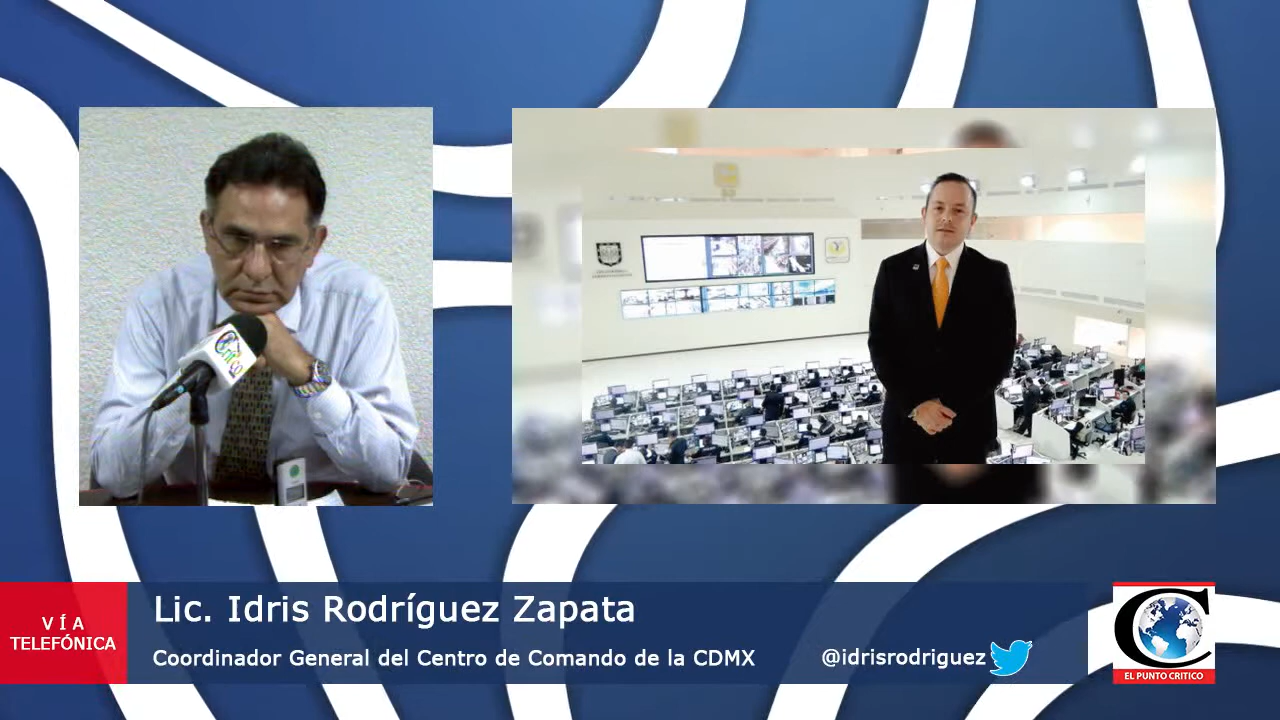 Crítico
VÍA
TELEFÓNICA
Lic. Idris Rodríguez Zapata
Coordinador General del Centro de Comando de la CDMX
@idrisrodriguez
C
EL PUNTO CRITICO